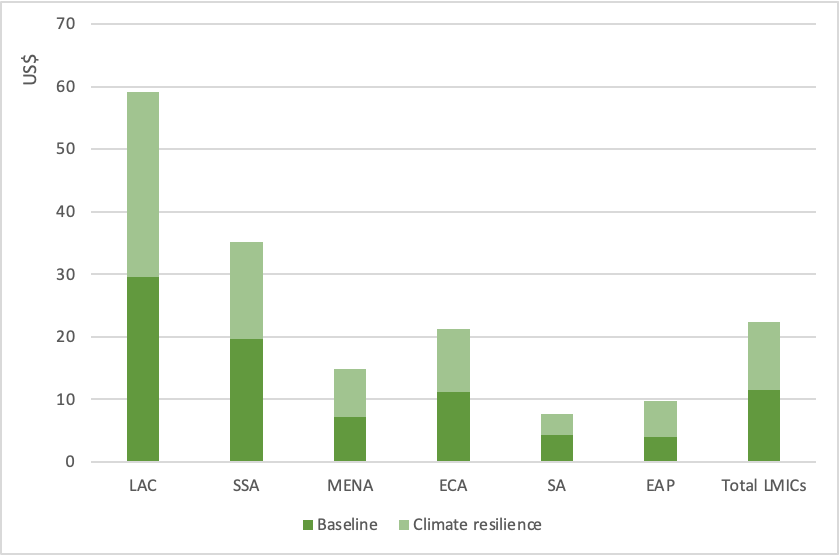 70
US$
60
50
40
30
20
10
0
LAC SSA MENA ECA SA EAP Total LMICs
Baseline Climate resilience